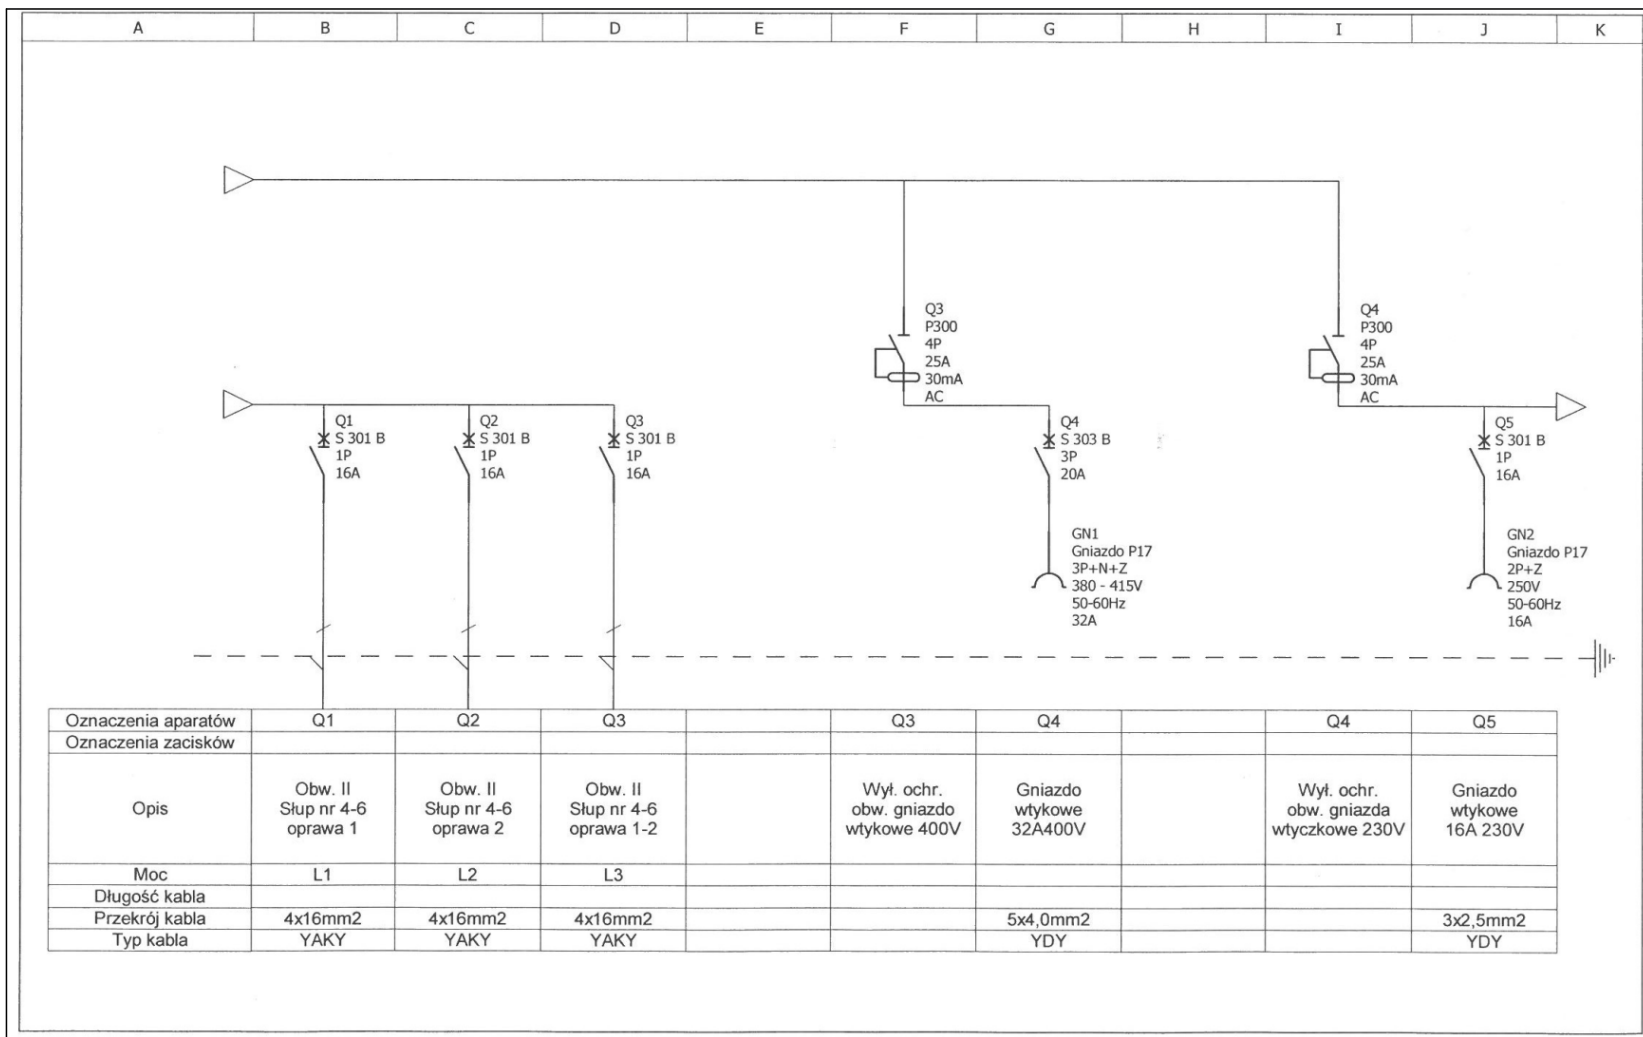 A B C D E F G H I J K
Q3
P300
4P
25A
30mA
AC
Q4
P300
4P
25A
30mA
AC
Q1
S 301 B
1P
16A
Q2
S 301 B
1P
16A
Q3
S 301 B
1P
16A
Q4
S 303 B
3P
20A
Q5
S 301 B
1P
16A
GN1
Gniazdo P17
3P+N+Z
380 - 415V
50-60Hz
32A
GN2
Gniazdo P17
2P+Z
250V
50-60Hz
16A
Oznaczenia aparatów Q1 Q2 Q3 Q3 Q4 Q4 Q5
Oznaczenia zacisków
Opis
Obw. II
Słup nr 4-6
oprawa 1
Obw. II
Słup nr 4-6
oprawa 2
Obw. II
Słup nr 4-6
oprawa 1-2
Wył. ochr.
obw. gniazdo
wtykowe 400V
Gniazdo
wtykowe
32A400V
Wył. ochr.
obw. gniazda
wtyczkowe 230V
Gniazdo
wtykowe
16A 230V
Moc L1 L2 L3
Długość kabla
Przekrój kabla 4x16mm2 4x16mm2 4x16mm2 5x4,0mm2 3x2,5mm2
Typ kabla YAKY YAKY YAKY YDY YDY